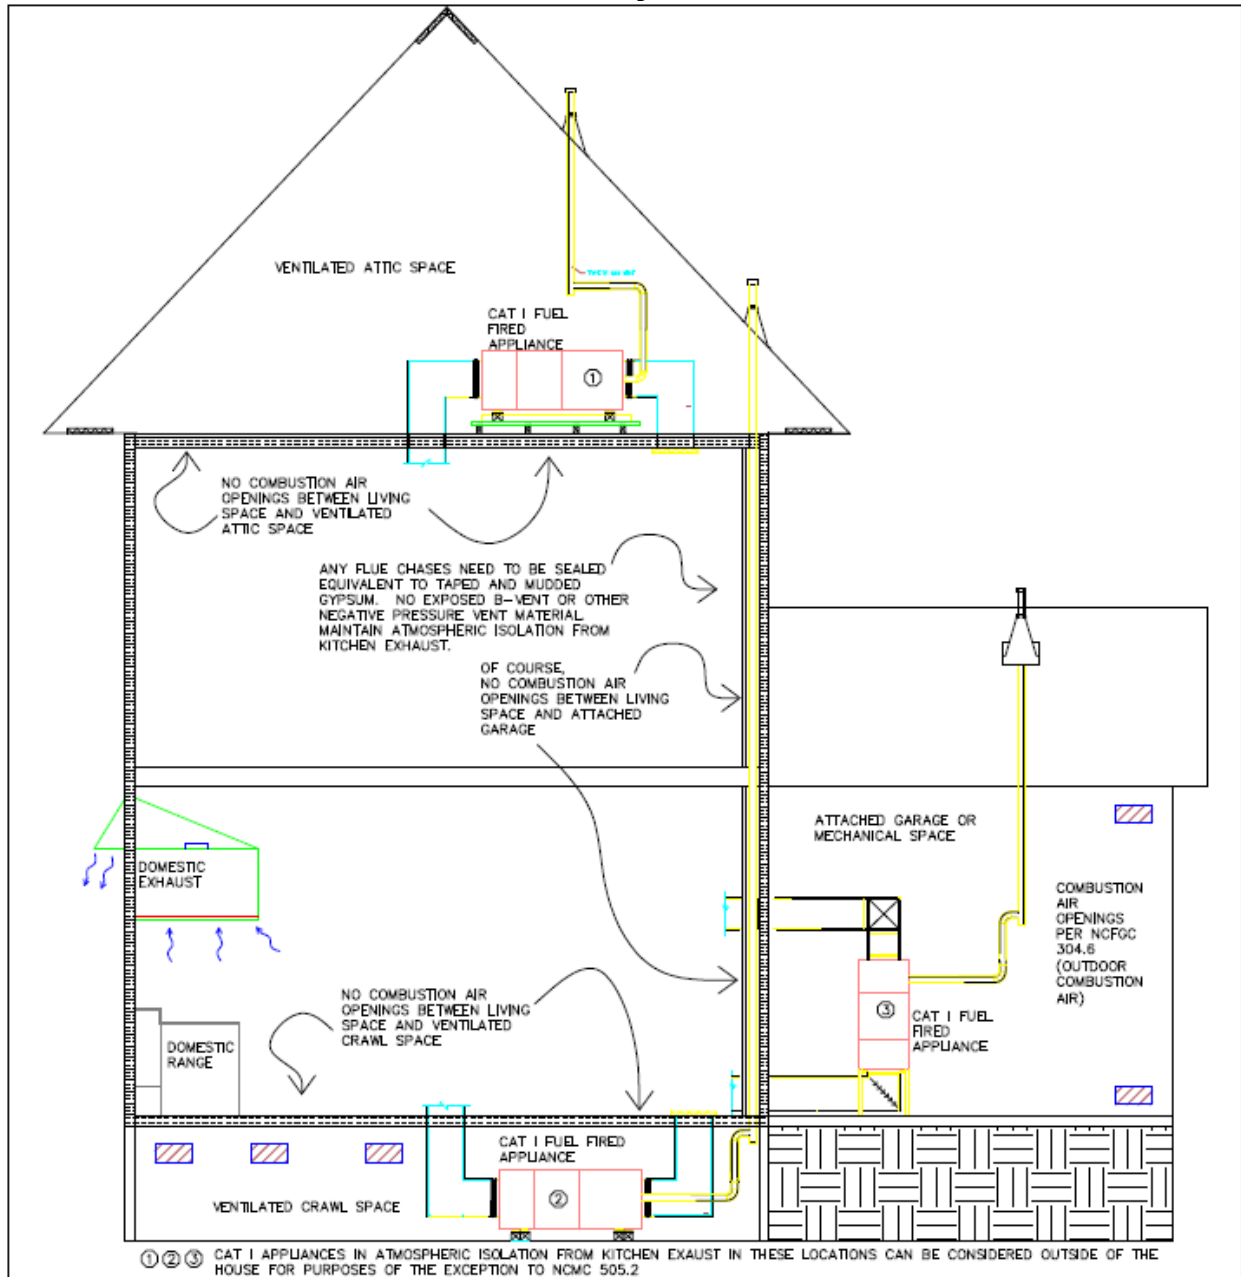 VENTILATED ATTIC SPACE
CAT I FUEL
FIRED
APPLIANCE
①
NO COMBUSTION AIR
OPENINGS BETWEEN LIVING
SPACE AND VENTILATED
ATTIC SPACE
ANY FLUE CHASES NEED TO BE SEALED
EQUIVALENT TO TAPED AND MUDDED
GYPSUM. NO EXPOSED B-VENT OR OTHER
NEGATIVE PRESSURE VENT MATERIAL
MAINTAIN ATMOSPHERIC ISOLATION FROM
KITCHEN EXHAUST.
OF COURSE,
NO COMBUSTION AIR
OPENINGS BETWEEN LIVING
SPACE AND ATTACHED
GARAGE
ATTACHED GARAGE OR
MECHANICAL SPACE
DOMESTIC
EXHAUST
COMBUSTION
AIR
OPENINGS
PER NCFGC
304.6
(OUTDOOR
COMBUSTION
AIR)
NO COMBUSTION AIR
OPENINGS BETWEEN LIVING
SPACE AND VENTILATED
CRAWL SPACE
③
CAT I FUEL
FIRED
APPLIANCE
DOMESTIC
RANGE
CAT I FUEL FIRED
APPLIANCE
②
VENTILATED CRAWL SPACE
① ② ③ CAT I APPLIANCES IN ATMOSPHERIC ISOLATION FROM KITCHEN EXAUST IN THESE LOCATIONS CAN BE CONSIDERED OUTSIDE OF THE
HOUSE FOR PURPOSES OF THE EXCEPTION TO NCMC 505.2